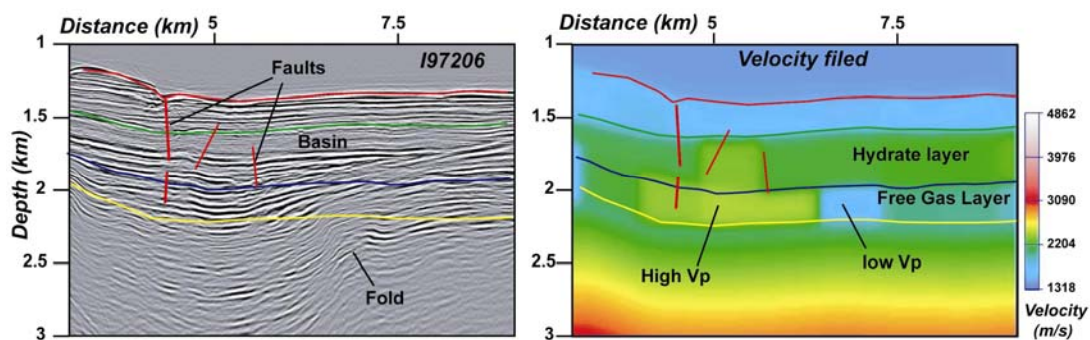 Distance (km) 5 7.5
Depth (km)
1
1.5
2
2.5
3
I97206
Faults
Basin
Fold
Distance (km) 5 7.5
1
1.5
2
2.5
3
Velocity filed
Hydrate layer
Free Gas Layer
High Vp
low Vp
4862
3976
3090
2204
1318
Velocity
(m/s)